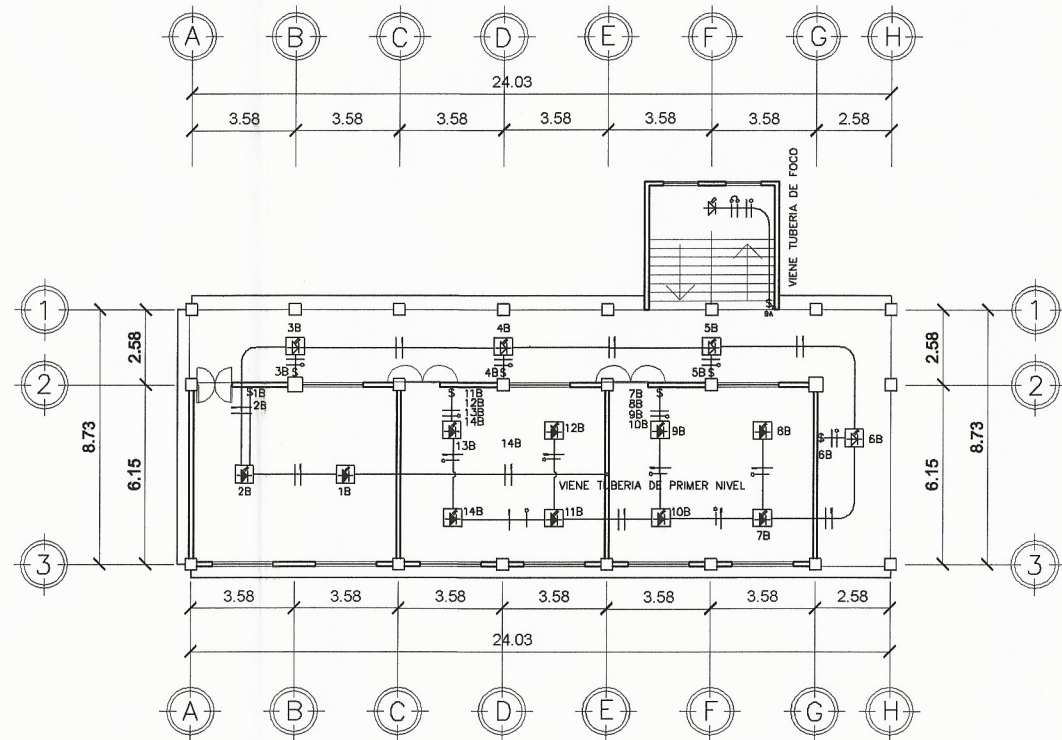 A B C D E F G H
24.03
3.58 3.58 3.58 3.58 3.58 3.58 2.58
VIENE TUBERIA DE FOCO
S
9A
1 1
3B 4B 5B
2.58 2.58
3B S 4B S 5B S
2 2
S 1B
2B
S 11B
12B
13B
14B
7B S
8B
9B
10B
8.73 8.73
13B 14B 12B 9B 8B
S
6B 6B
6.15 6.15
2B 1B
VIENE TUBERIA DE PRIMER NIVEL
14B 11B 10B 7B
3 3
3.58 3.58 3.58 3.58 3.58 3.58 2.58
24.03
A B C D E F G H